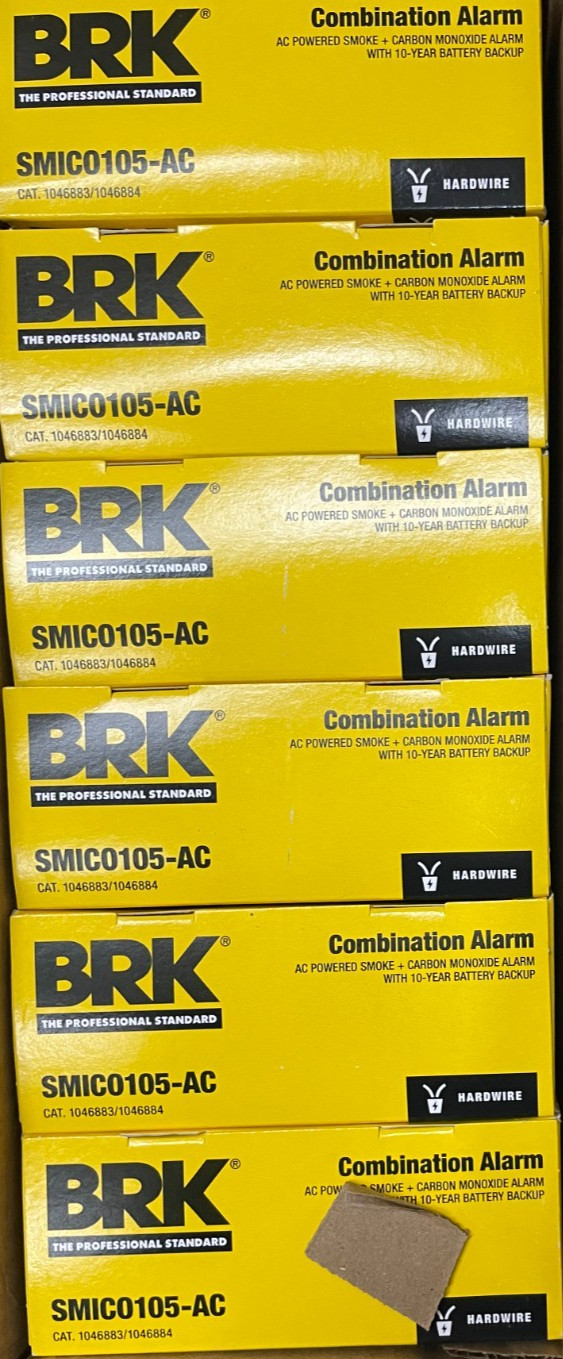 BRK®
THE PROFESSIONAL STANDARD
Combination Alarm
AC POWERED SMOKE + CARBON MONOXIDE ALARM
WITH 10-YEAR BATTERY BACKUP
SMICO105-AC
CAT. 1046883/1046884
HARDWIRE
BRK®
THE PROFESSIONAL STANDARD
Combination Alarm
AC POWERED SMOKE + CARBON MONOXIDE ALARM
WITH 10-YEAR BATTERY BACKUP
SMICO105-AC
CAT. 1046883/1046884
HARDWIRE
BRK®
THE PROFESSIONAL STANDARD
Combination Alarm
AC POWERED SMOKE + CARBON MONOXIDE ALARM
WITH 10-YEAR BATTERY BACKUP
SMICO105-AC
CAT. 1046883/1046884
HARDWIRE
BRK®
THE PROFESSIONAL STANDARD
Combination Alarm
AC POWERED SMOKE + CARBON MONOXIDE ALARM
WITH 10-YEAR BATTERY BACKUP
SMICO105-AC
CAT. 1046883/1046884
HARDWIRE
BRK®
THE PROFESSIONAL STANDARD
Combination Alarm
AC POWERED SMOKE + CARBON MONOXIDE ALARM
WITH 10-YEAR BATTERY BACKUP
SMICO105-AC
CAT. 1046883/1046884
HARDWIRE
BRK®
THE PROFESSIONAL STANDARD
Combination Alarm
AC SMOKE + CARBON MONOXIDE ALARM
10-YEAR BATTERY BACKUP
SMICO105-AC
CAT. 1046883/1046884
HARDWIRE